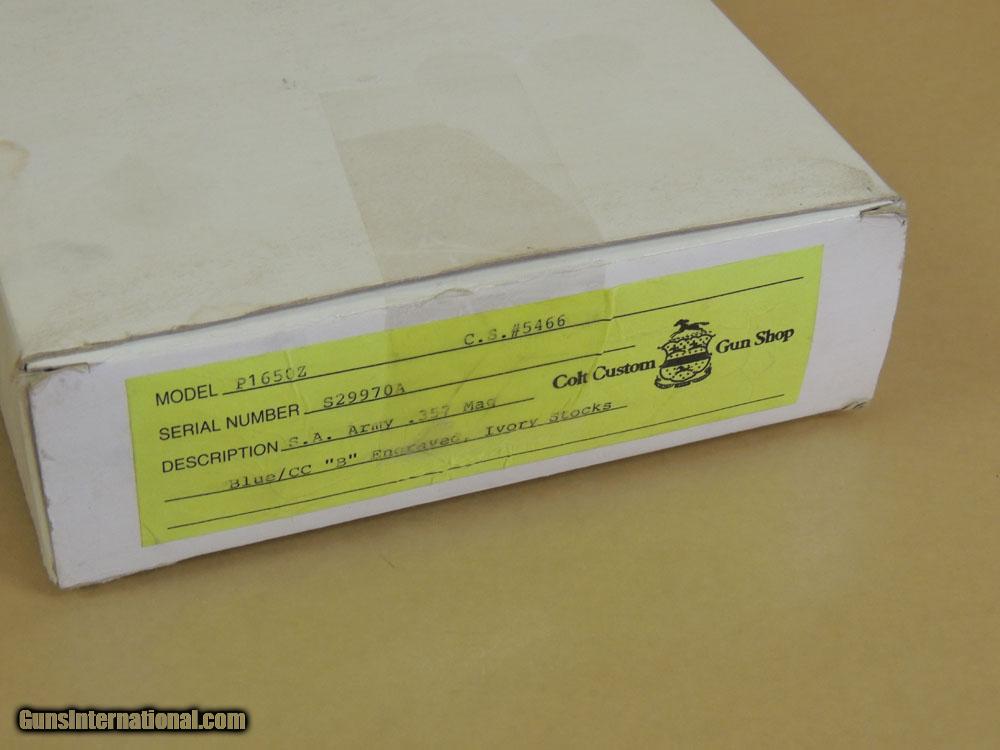 MODEL P1650Z C.S.#5466
SERIAL NUMBER S29970A
DESCRIPTION S.A. Army .357 Mag
Blue/CC "B" Engraved, Ivory Stocks
Colt Custom Gun Shop
GunsInternational.com